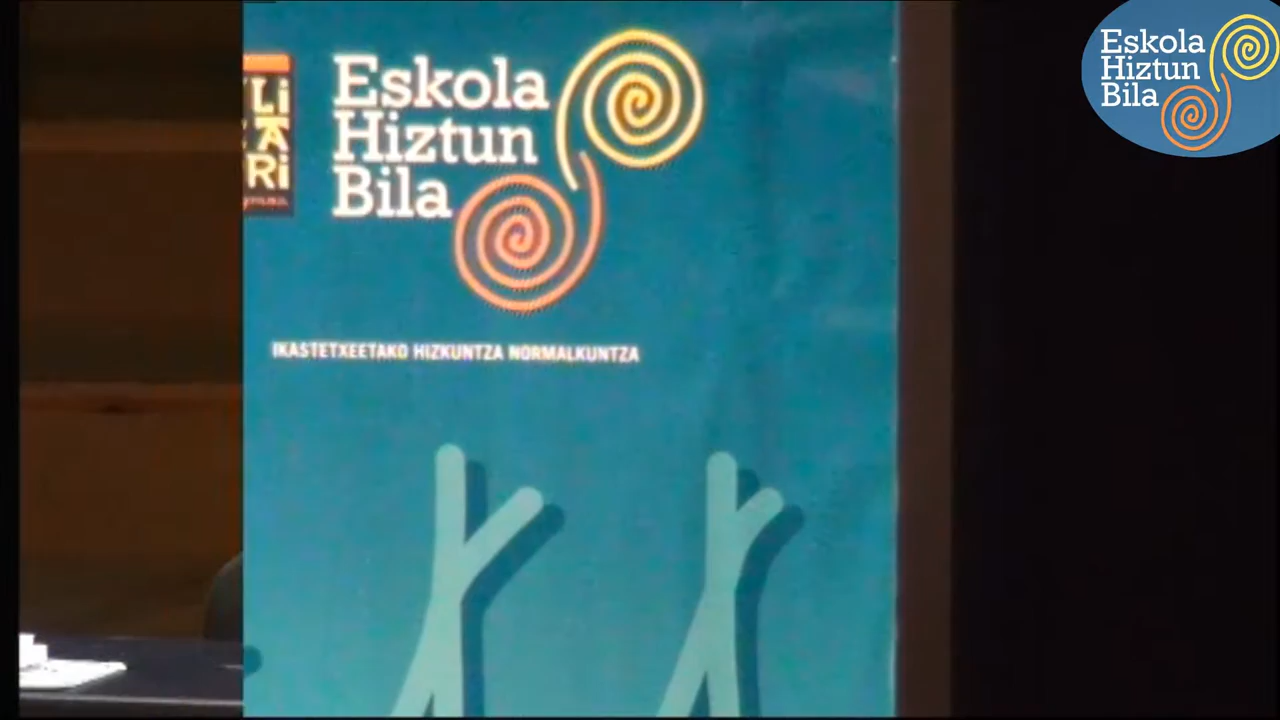 Eskola
Hiztun
Bila
IKASTETXEETAKO HIZKUNTZA NORMALKUNTZA
Eskola
Hiztun
Bila